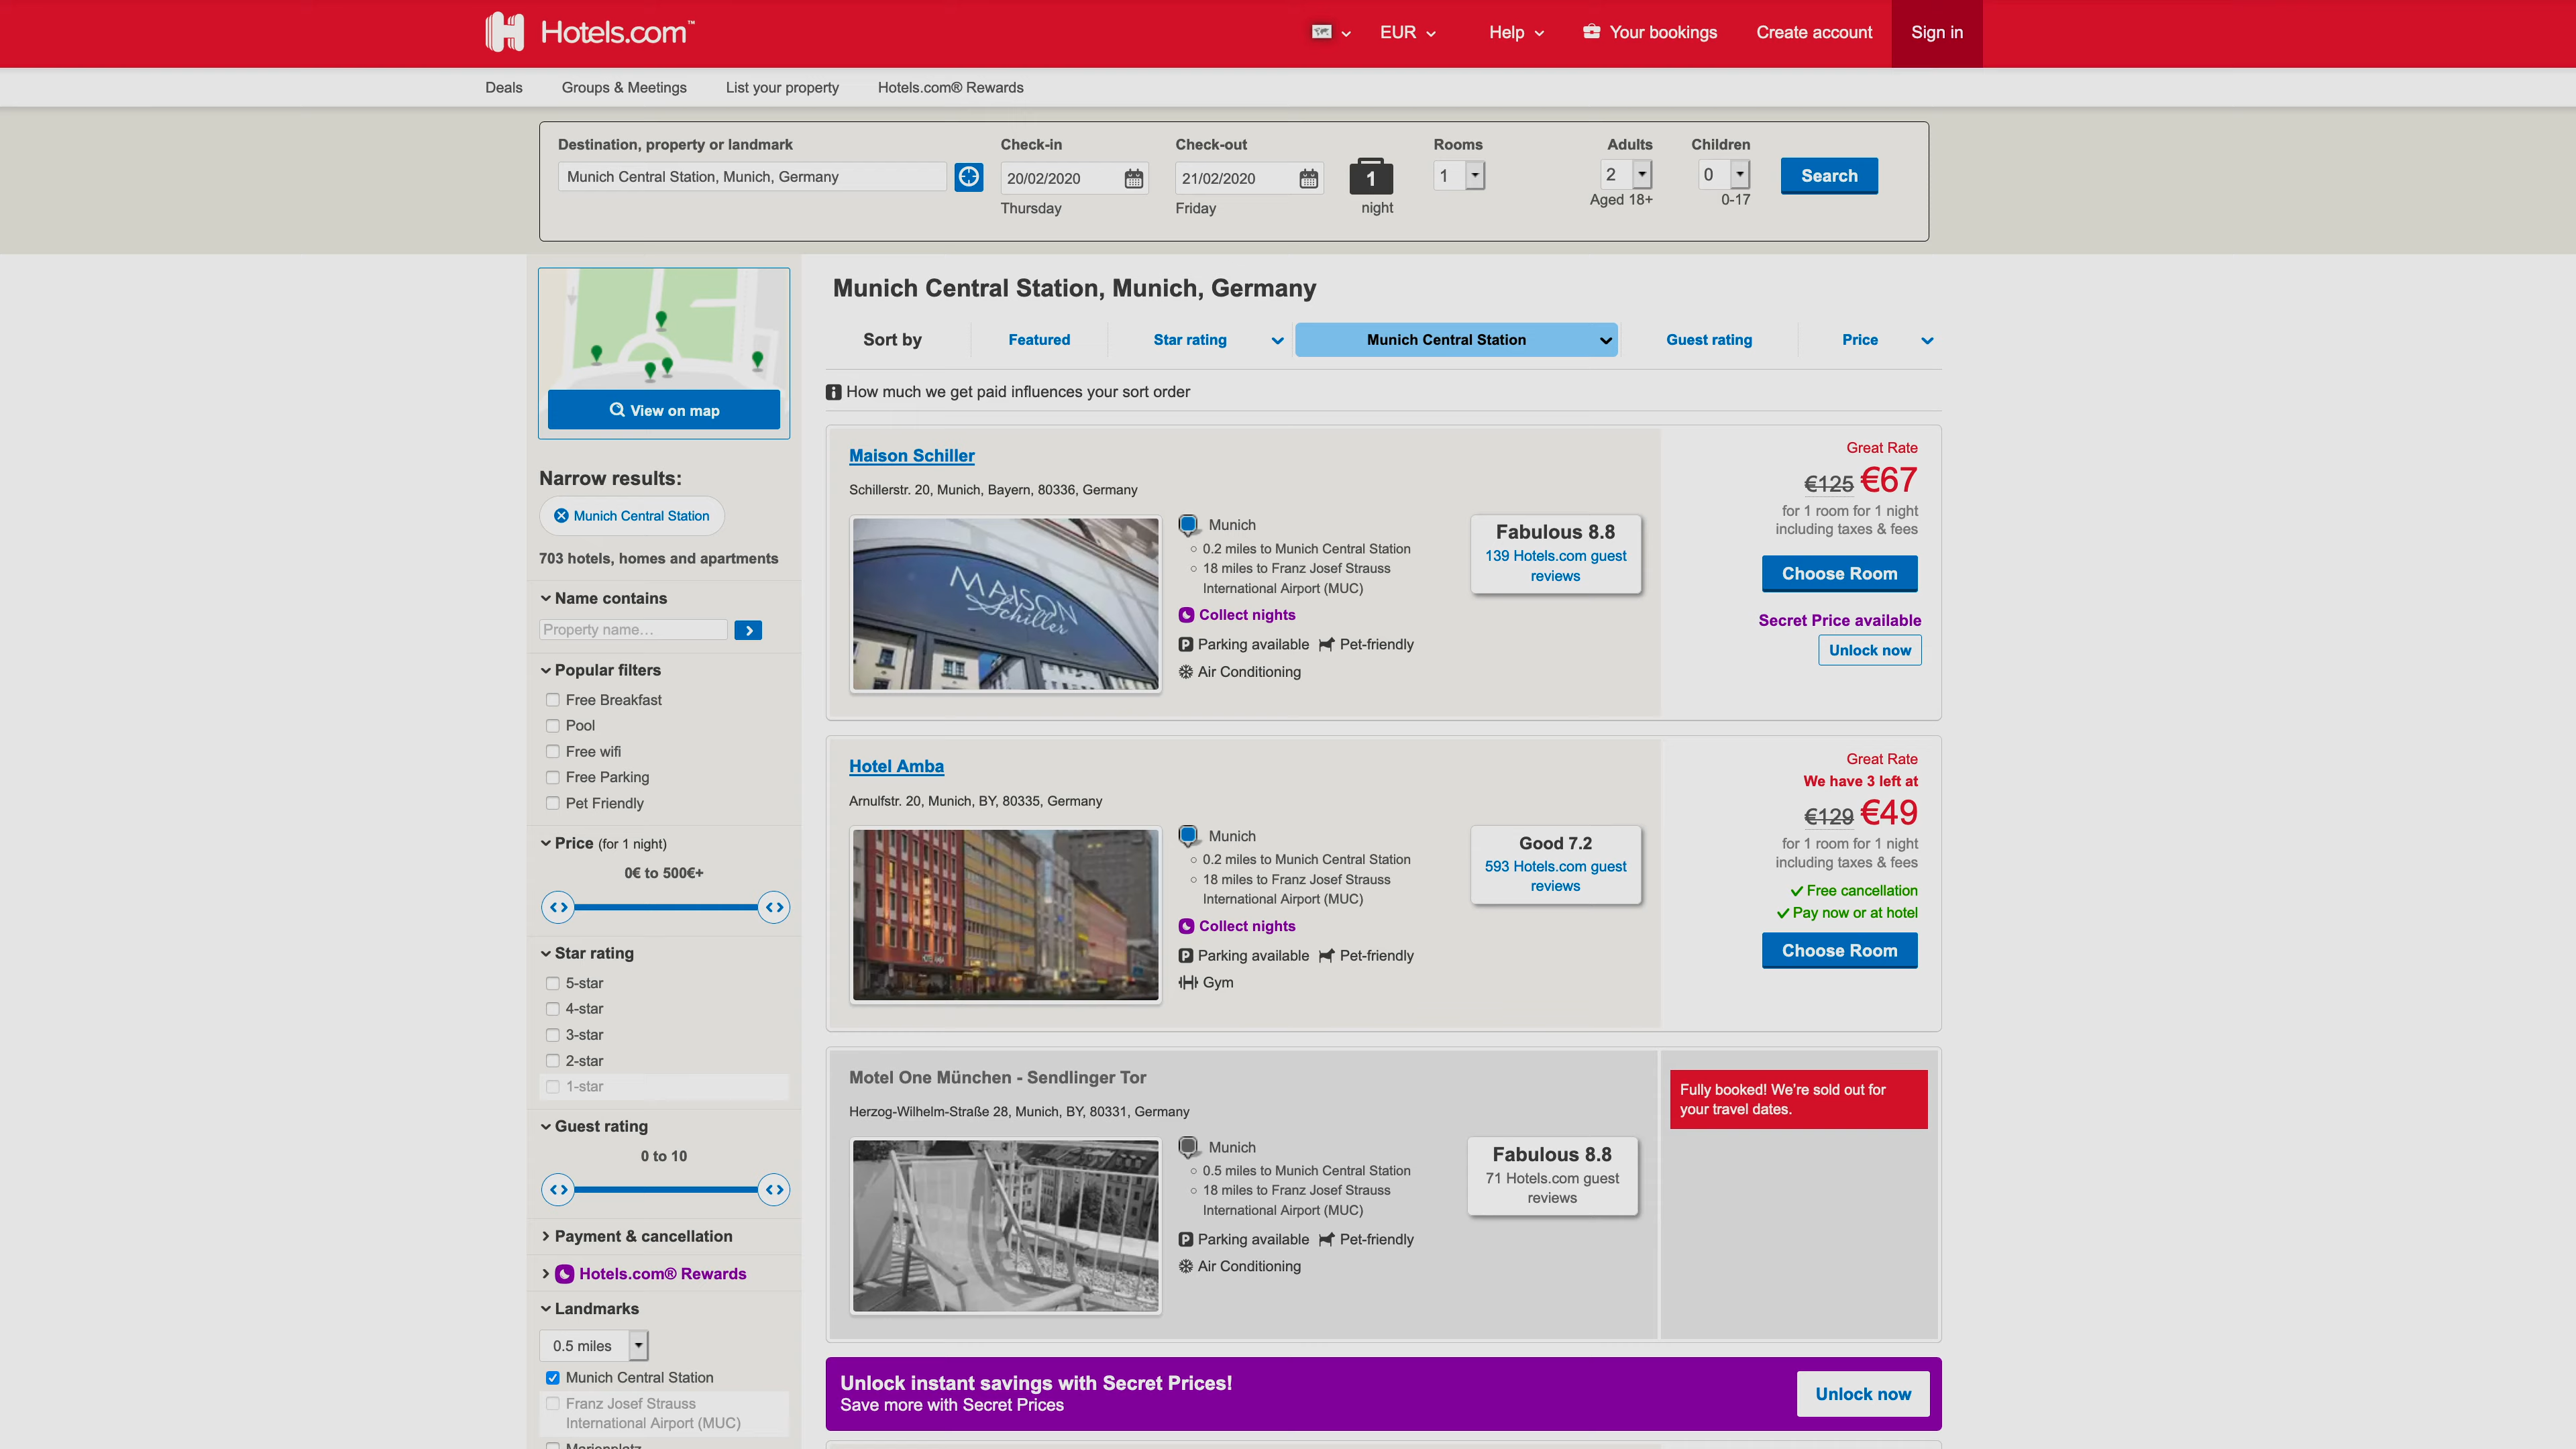 Hotels.com™
EUR
Help
Your bookings
Create account
Sign in
Deals
Groups & Meetings
List your property
Hotels.com® Rewards
Destination, property or landmark
Check-in
Check-out
Rooms
Adults
Children
Munich Central Station, Munich, Germany
20/02/2020
21/02/2020
1
1
2
0
Search
Thursday
Friday
night
Aged 18+
0-17
View on map
Narrow results:
Munich Central Station
703 hotels, homes and apartments
Name contains
Property name...
Popular filters
Free Breakfast
Pool
Free wifi
Free Parking
Pet Friendly
Price (for 1 night)
0€ to 500€+
Star rating
5-star
4-star
3-star
2-star
1-star
Guest rating
0 to 10
Payment & cancellation
Hotels.com® Rewards
Landmarks
0.5 miles
Munich Central Station
Franz Josef Strauss
International Airport (MUC)
Marienplatz
Munich Central Station, Munich, Germany
Sort by
Featured
Star rating
Munich Central Station
Guest rating
Price
How much we get paid influences your sort order
Maison Schiller
Schillerstr. 20, Munich, Bayern, 80336, Germany
MAISON
Schiller
Munich
0.2 miles to Munich Central Station
18 miles to Franz Josef Strauss
International Airport (MUC)
Collect nights
Parking available
Pet-friendly
Air Conditioning
Fabulous 8.8
139 Hotels.com guest
reviews
Great Rate
€125 €67
for 1 room for 1 night
including taxes & fees
Choose Room
Secret Price available
Unlock now
Hotel Amba
Arnulfstr. 20, Munich, BY, 80335, Germany
Munich
0.2 miles to Munich Central Station
18 miles to Franz Josef Strauss
International Airport (MUC)
Collect nights
Parking available
Pet-friendly
Gym
Good 7.2
593 Hotels.com guest
reviews
Great Rate
We have 3 left at
€129 €49
for 1 room for 1 night
including taxes & fees
Free cancellation
Pay now or at hotel
Choose Room
Motel One München - Sendlinger Tor
Herzog-Wilhelm-Straße 28, Munich, BY, 80331, Germany
Munich
0.5 miles to Munich Central Station
18 miles to Franz Josef Strauss
International Airport (MUC)
Parking available
Pet-friendly
Air Conditioning
Fabulous 8.8
71 Hotels.com guest
reviews
Fully booked! We're sold out for
your travel dates.
Unlock instant savings with Secret Prices!
Save more with Secret Prices
Unlock now